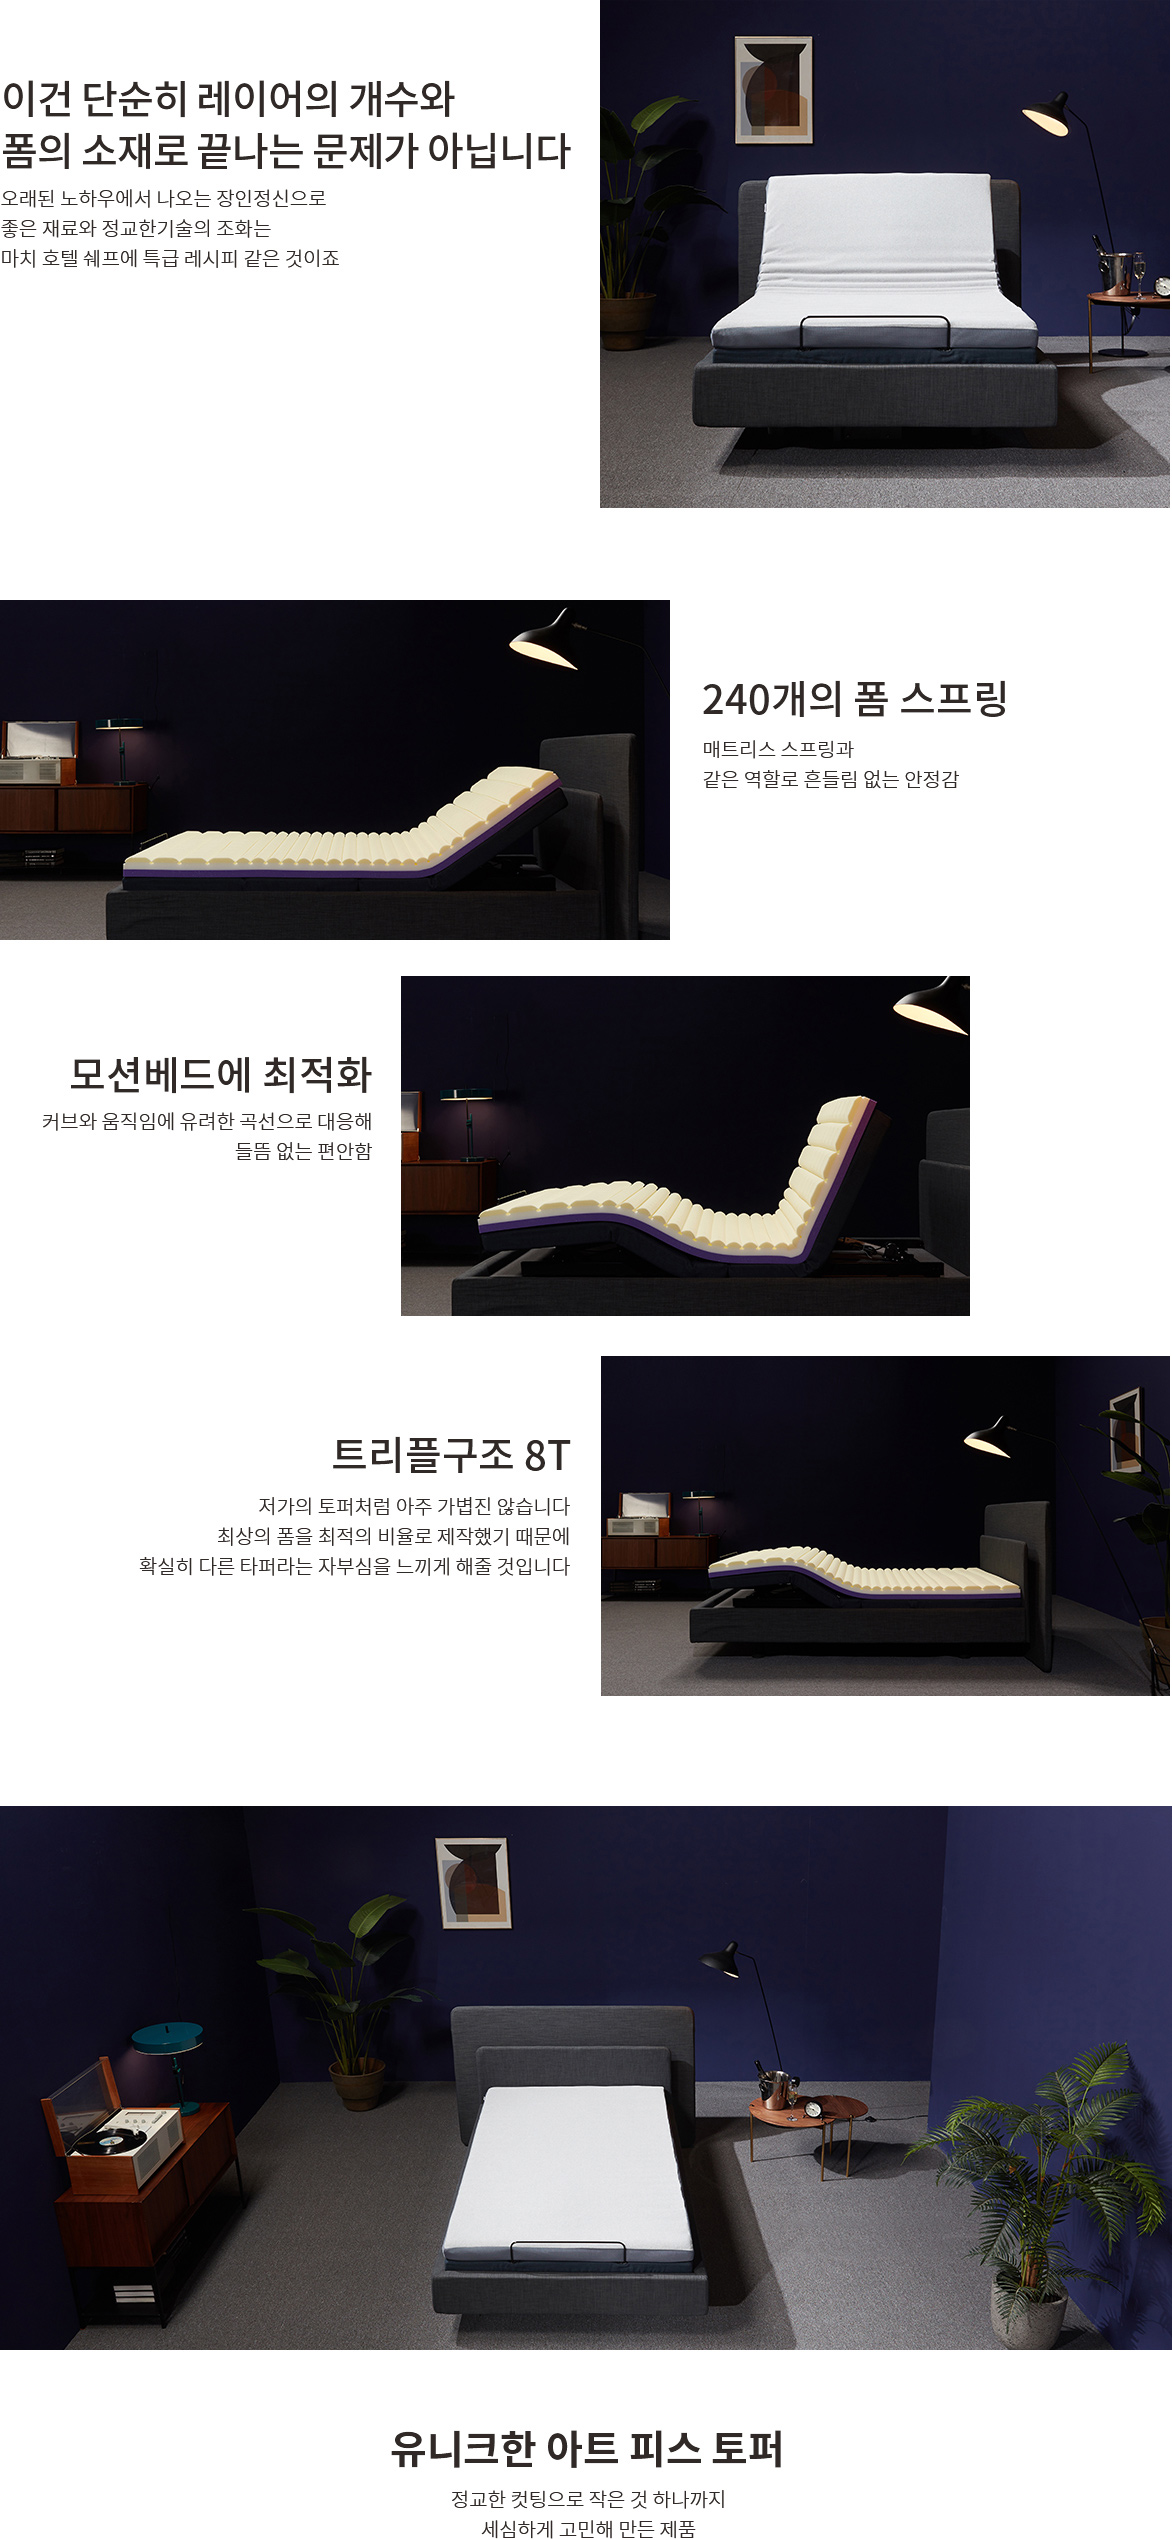 이건 단순히 레이어의 개수와
폼의 소재로 끝나는 문제가 아닙니다
오래된 노하우에서 나오는 장인정신으로
좋은 재료와 정교한기술의 조화는
마치 호텔 쉐프에 특급 레시피 같은 것이죠
240개의 폼 스프링
매트리스 스프링과
같은 역할로 흔들림 없는 안정감
모션베드에 최적화
커브와 움직임에 유려한 곡선으로 대응해
들뜸 없는 편안함
트리플구조 8T
저가의 토퍼처럼 아주 가볍진 않습니다
최상의 폼을 최적의 비율로 제작했기 때문에
확실히 다른 타퍼라는 자부심을 느끼게 해줄 것입니다
유니크한 아트 피스 토퍼
정교한 컷팅으로 작은 것 하나까지
세심하게 고민해 만든 제품